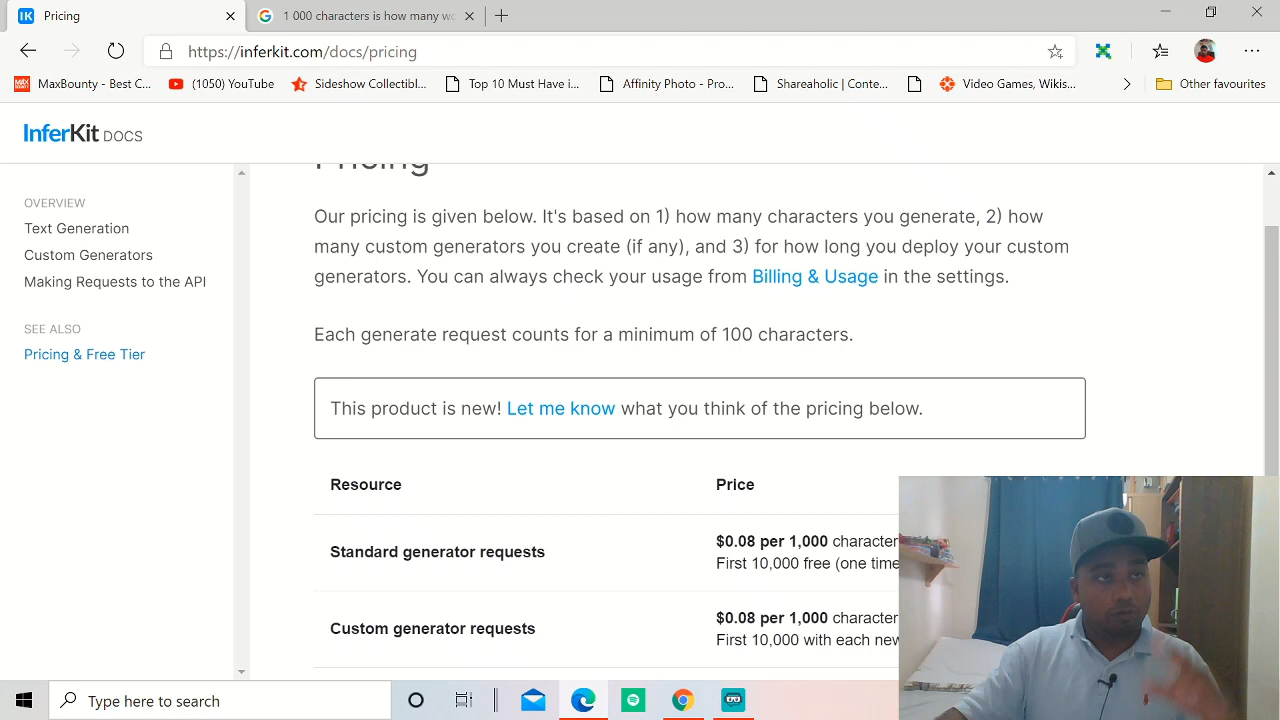 Pricing
1 000 characters is how many wo
https://inferkit.com/docs/pricing
MaxBounty - Best C...
(1050) YouTube
Sideshow Collectibl...
Top 10 Must Have i...
Affinity Photo - Pro...
Shareaholic | Conte...
Video Games, Wikis...
Other favourites
InferKit DOCS
OVERVIEW
Text Generation
Custom Generators
Making Requests to the API
SEE ALSO
Pricing & Free Tier
Pricing
Our pricing is given below. It's based on 1) how many characters you generate, 2) how
many custom generators you create (if any), and 3) for how long you deploy your custom
generators. You can always check your usage from Billing & Usage in the settings.
Each generate request counts for a minimum of 100 characters.
This product is new! Let me know what you think of the pricing below.
Resource Price
Standard generator requests
$0.08 per 1,000 character
First 10,000 free (one time
Custom generator requests
$0.08 per 1,000 character
First 10,000 with each new
Type here to search